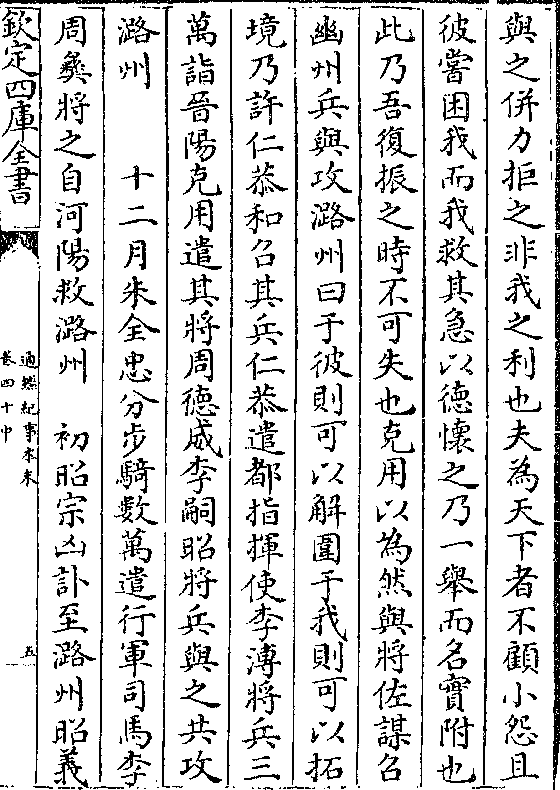 與之併力拒之非我之利也夫為天下者不顧小怨且
彼嘗困我而我救其急以德懷之乃一舉而名實附也
此乃吾復振之時不可失也克用以為然與將佐謀召
幽州兵與攻潞州曰于彼則可以解圍于我則可以拓
境乃許仁恭和召其兵仁恭遣都指揮使李溥將兵三
萬詣晉陽克用遣其將周德威李嗣昭將兵與之共攻
潞州　十二月朱全忠分步騎數萬遣行軍司馬李
周彝將之自河陽救潞州　初昭宗凶訃至潞州昭義
欽定四庫全書
通鑑紀事本末
卷四十中
五